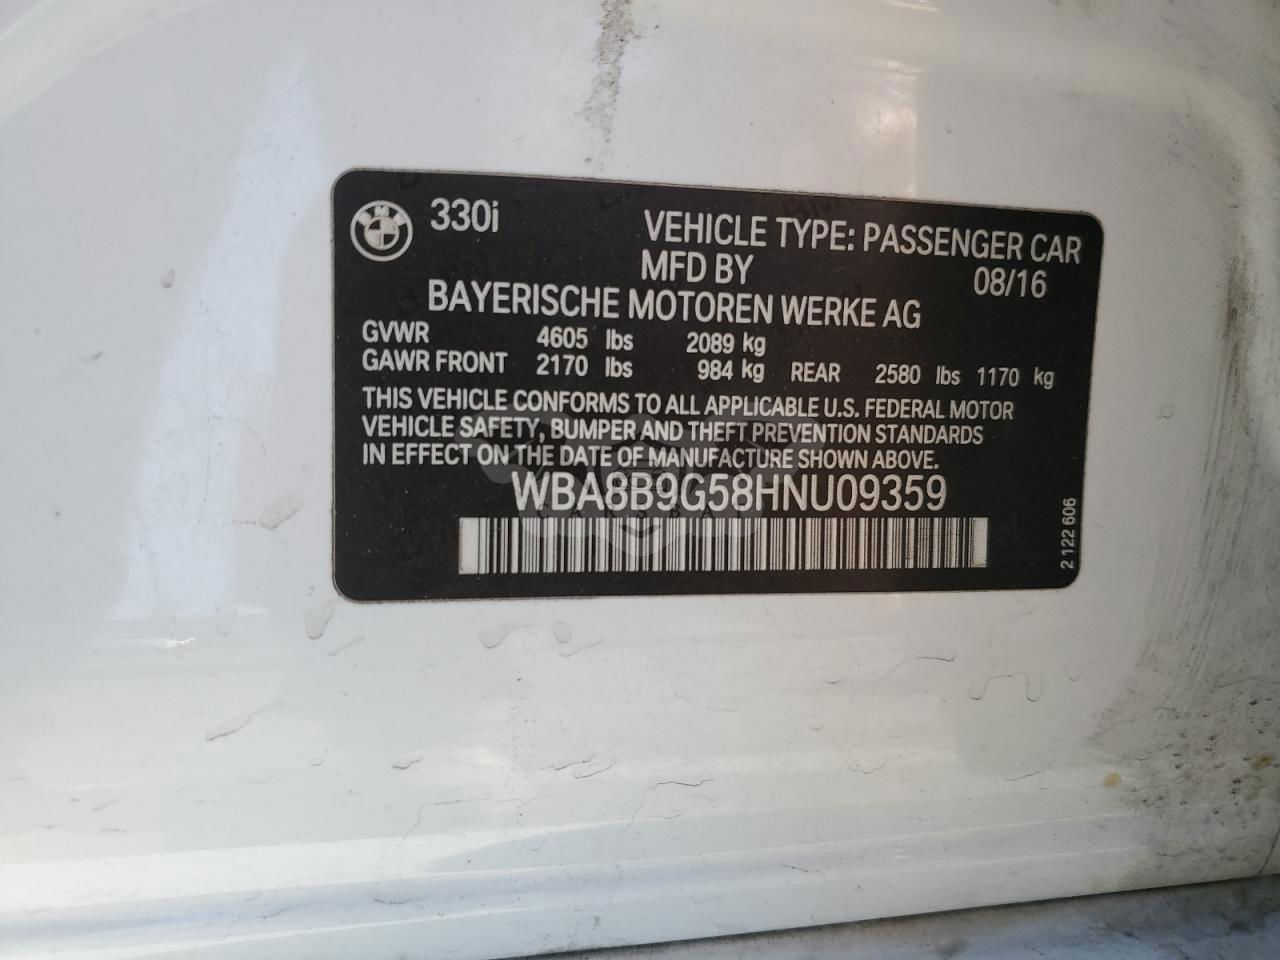 330i VEHICLE TYPE: PASSENGER CAR
MFD BY 08/16
BAYERISCHE MOTOREN WERKE AG
GVWR 4605 lbs 2089 kg
GAWR FRONT 2170 lbs 984 kg REAR 2580 lbs 1170 kg
THIS VEHICLE CONFORMS TO ALL APPLICABLE U.S. FEDERAL MOTOR
VEHICLE SAFETY, BUMPER AND THEFT PREVENTION STANDARDS
IN EFFECT ON THE DATE OF MANUFACTURE SHOWN ABOVE.
WBA8B9G58HNU09359
2 122 606